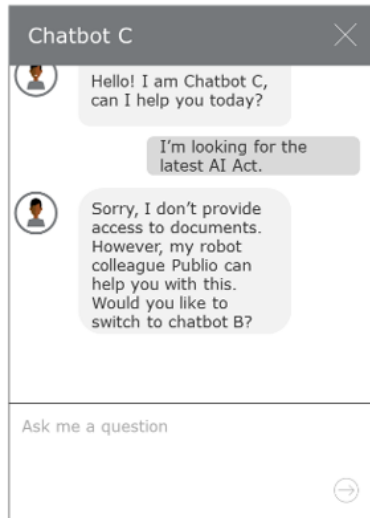 Chatbot C
Hello! I am Chatbot C,
can I help you today?
I'm looking for the
latest AI Act.
Sorry, I don't provide
access to documents.
However, my robot
colleague Publio can
help you with this.
Would you like to
switch to chatbot B?
Ask me a question